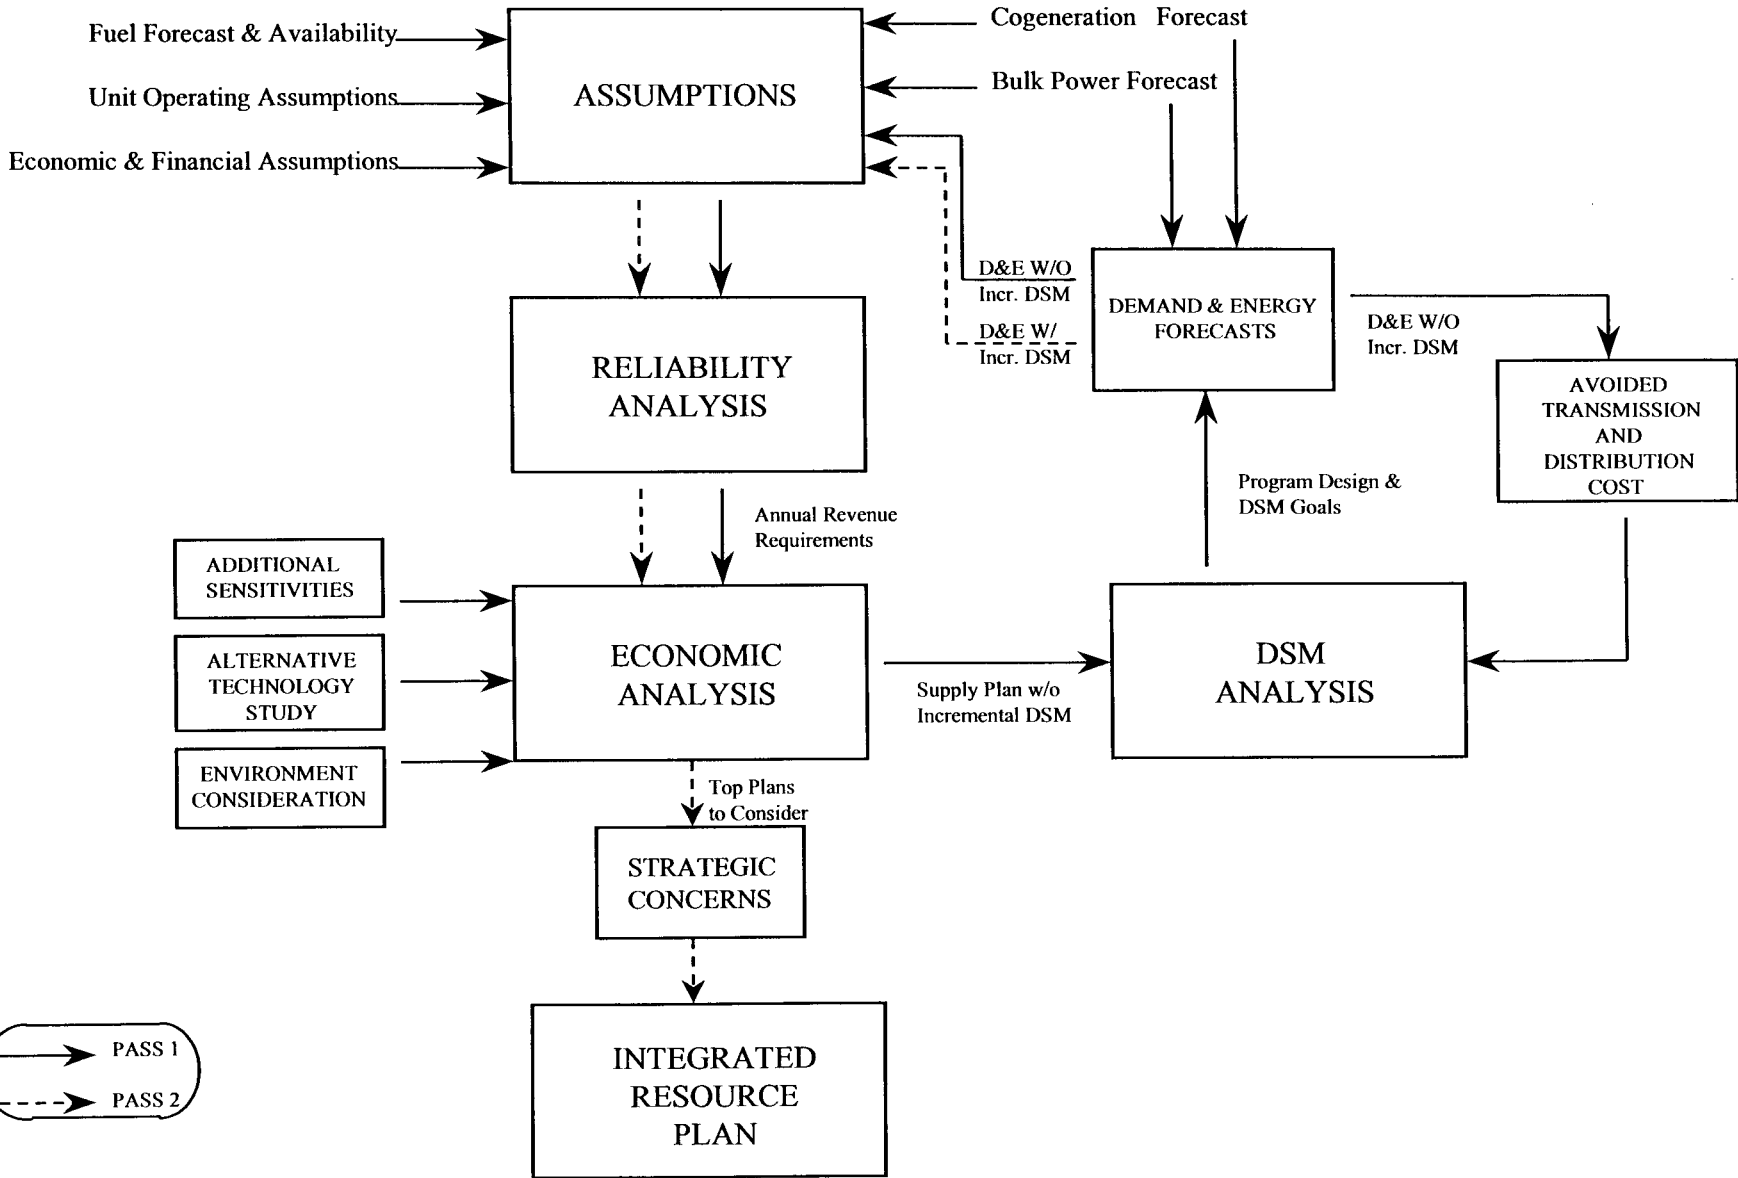 Fuel Forecast & Availability
Unit Operating Assumptions
Economic & Financial Assumptions
ASSUMPTIONS
Cogeneration Forecast
Bulk Power Forecast
D&E W/O
Incr. DSM
D&E W/
Incr. DSM
DEMAND & ENERGY
FORECASTS
D&E W/O
Incr. DSM
AVOIDED
TRANSMISSION
AND
DISTRIBUTION
COST
RELIABILITY
ANALYSIS
Annual Revenue
Requirements
Program Design &
DSM Goals
ADDITIONAL
SENSITIVITIES
ALTERNATIVE
TECHNOLOGY
STUDY
ENVIRONMENT
CONSIDERATION
ECONOMIC
ANALYSIS
Supply Plan w/o
Incremental DSM
DSM
ANALYSIS
Top Plans
to Consider
STRATEGIC
CONCERNS
INTEGRATED
RESOURCE
PLAN
PASS 1
PASS 2